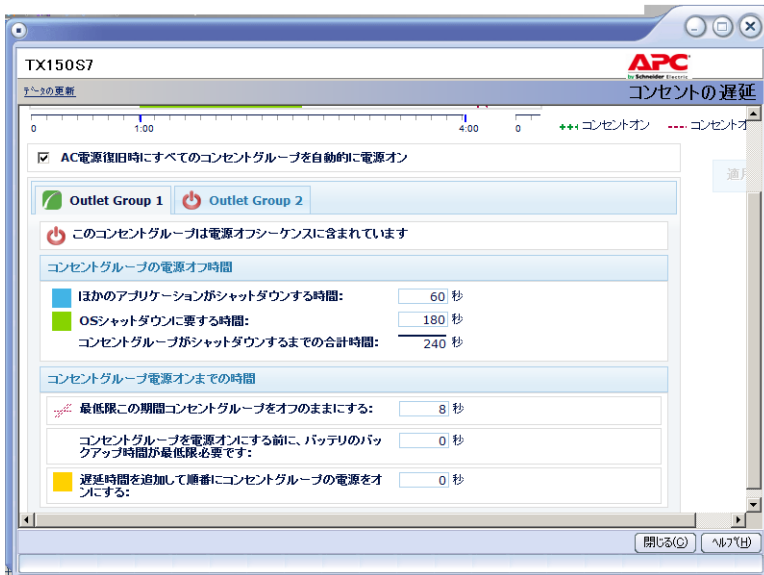 TX150S7
APC
by Schneider Electric
データの更新
コンセントの遅延
0 1:00 4:00 0
コンセントオン
コンセントオ
AC電源復旧時にすべてのコンセントグループを自動的に電源オン
適用
Outlet Group 1
Outlet Group 2
このコンセントグループは電源オフシーケンスに含まれています
コンセントグループの電源オフ時間
ほかのアプリケーションがシャットダウンする時間: 60 秒
OSシャットダウンに要する時間: 180 秒
コンセントグループがシャットダウンするまでの合計時間: 240 秒
コンセントグループ電源オンまでの時間
最低限この期間コンセントグループをオフのままにする: 8 秒
コンセントグループを電源オンにする前に、バッテリのバッ
クアップ時間が最低限必要です: 0 秒
遅延時間を追加して順番にコンセントグループの電源をオ
ンにする: 0 秒
閉じる(C)
ヘルプ(H)